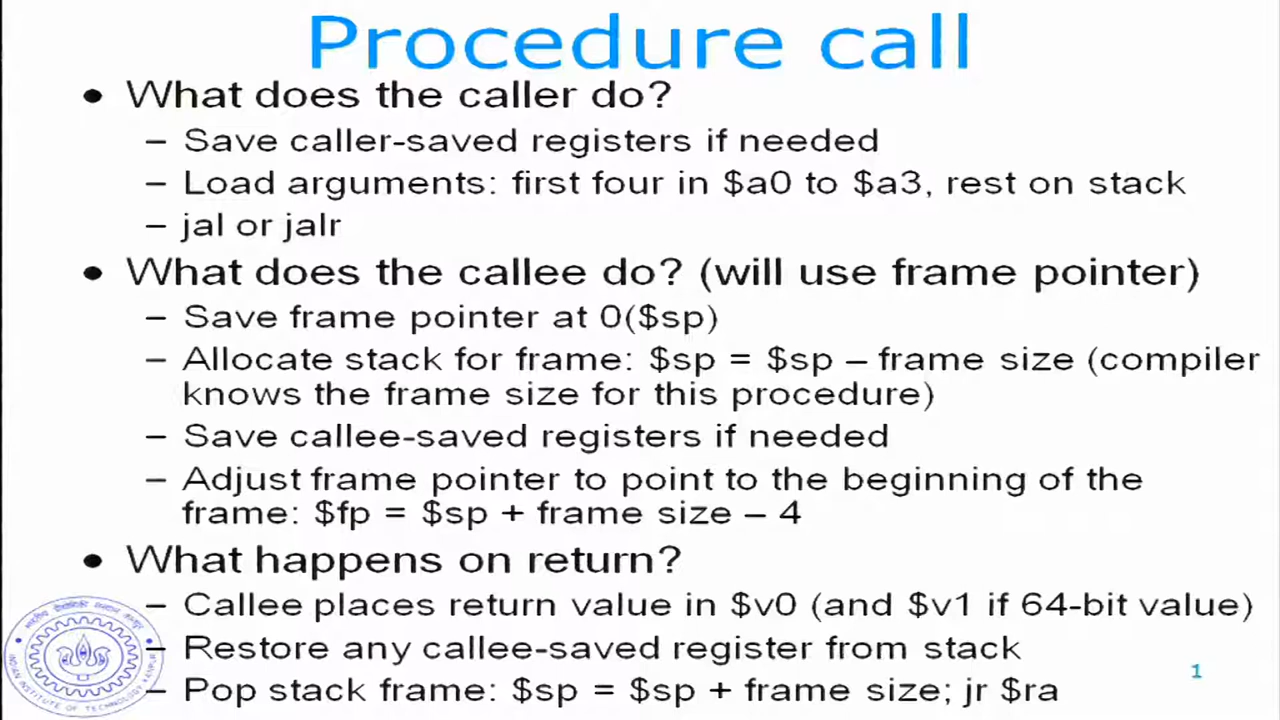 Procedure call
• What does the caller do?
– Save caller-saved registers if needed
– Load arguments: first four in $a0 to $a3, rest on stack
– jal or jalr
• What does the callee do? (will use frame pointer)
– Save frame pointer at 0($sp)
– Allocate stack for frame: $sp = $sp – frame size (compiler
knows the frame size for this procedure)
– Save callee-saved registers if needed
– Adjust frame pointer to point to the beginning of the
frame: $fp = $sp + frame size – 4
• What happens on return?
– Callee places return value in $v0 (and $v1 if 64-bit value)
– Restore any callee-saved register from stack
– Pop stack frame: $sp = $sp + frame size; jr $ra
1
INDIAN INSTITUTE OF TECHNOLOGY KANPUR